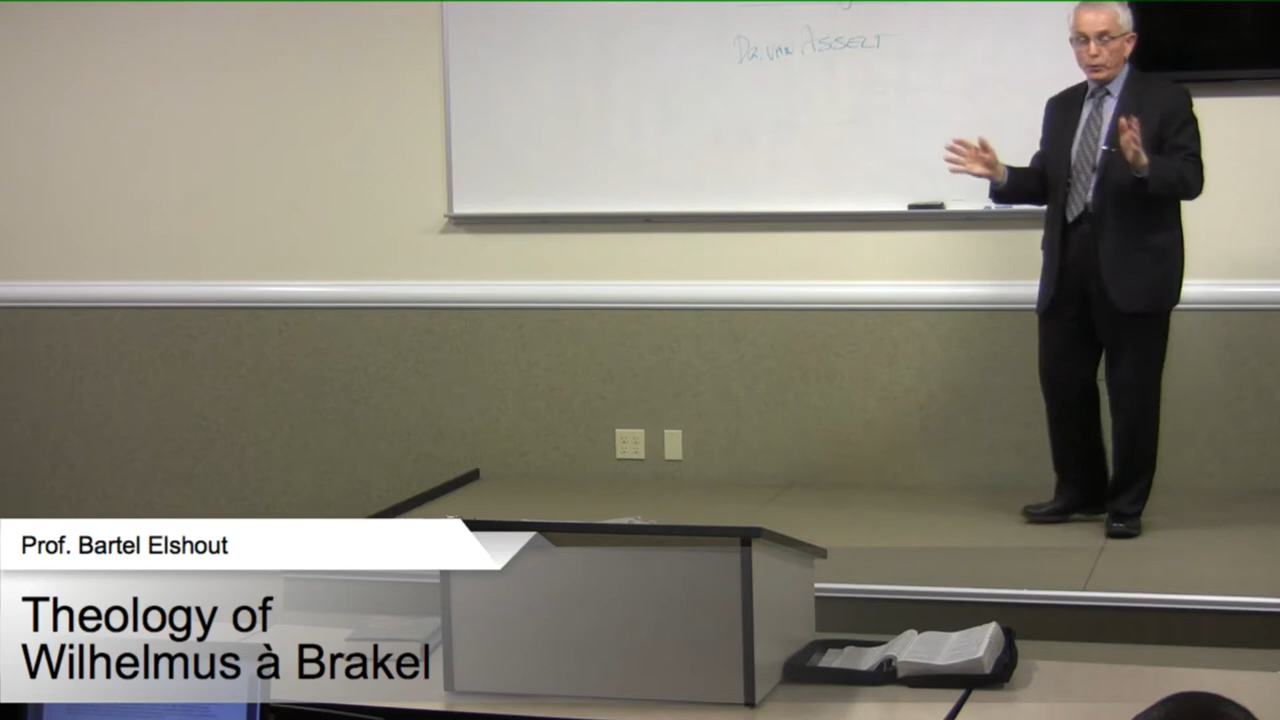 Dr. van Asselt
Prof. Bartel Elshout
Theology of
Wilhelmus à Brakel